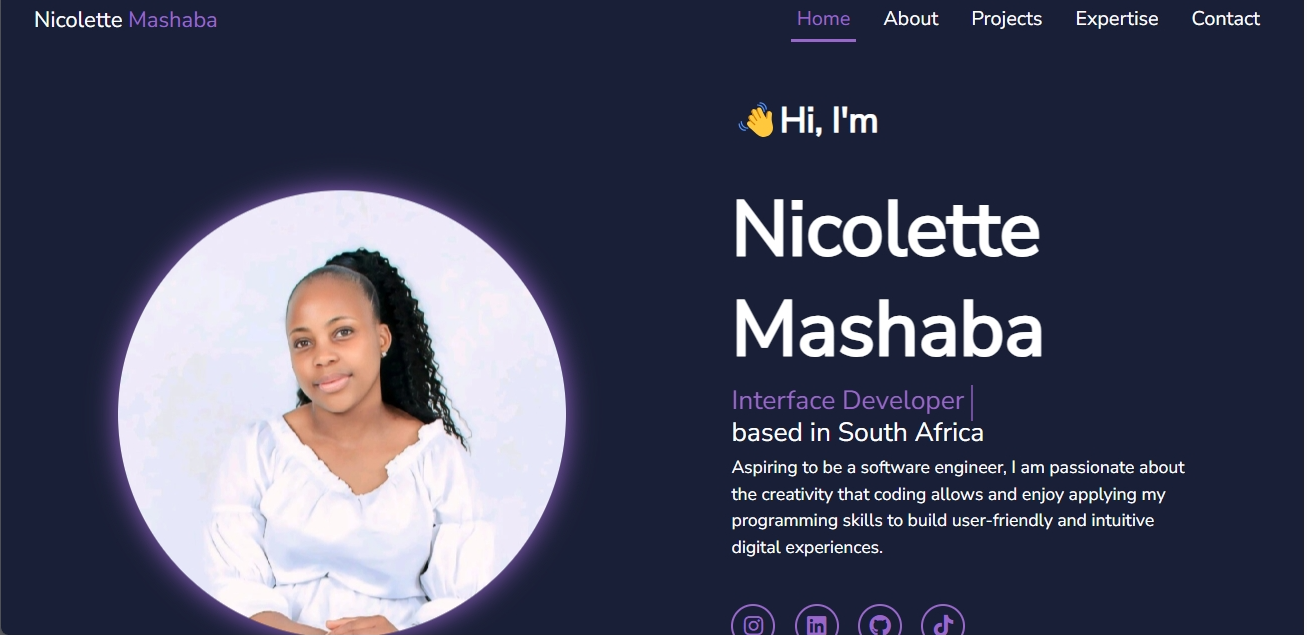 Nicolette Mashaba
Home About Projects Expertise Contact
👋Hi, I'm
Nicolette
Mashaba
Interface Developer
based in South Africa
Aspiring to be a software engineer, I am passionate about
the creativity that coding allows and enjoy applying my
programming skills to build user-friendly and intuitive
digital experiences.
in